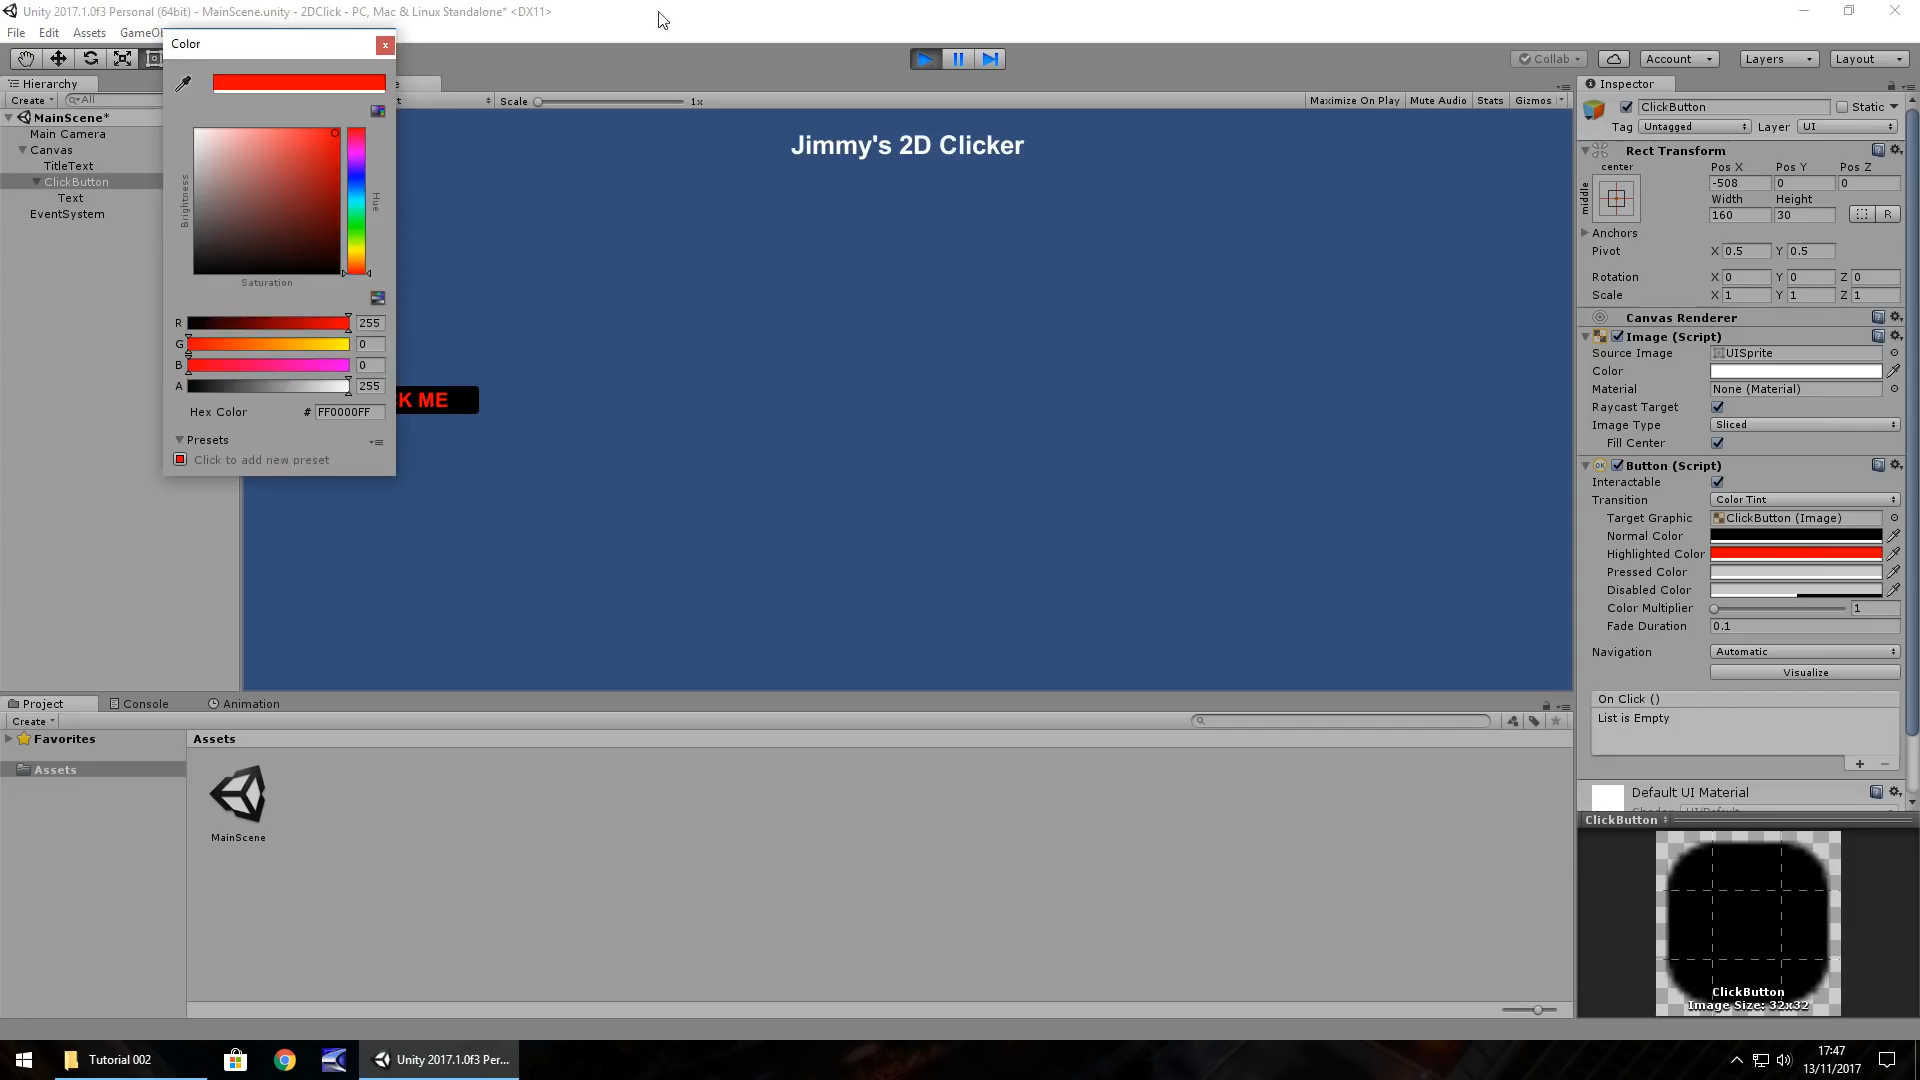 Unity 2017.1.0f3 Personal (64bit) - MainScene.unity - 2DClick - PC, Mac & Linux Standalone* <DX11>
File Edit Assets GameO
Color
Collab Account Layers Layout
Hierarchy
Create All
MainScene*
Main Camera
Canvas
TitleText
ClickButton
Text
EventSystem
Brightness
Hue
Saturation
R 255
G 0
B 0
A 255
Hex Color # FF0000FF
Presets
Click to add new preset
Scale 1x
Maximize On Play Mute Audio Stats Gizmos
Jimmy's 2D Clicker
K ME
Inspector
ClickButton Static
Tag Untagged Layer UI
Rect Transform
center
middle
Pos X Pos Y Pos Z
-508 0 0
Width Height
160 30
R
Anchors
Pivot X 0.5 Y 0.5
Rotation X 0 Y 0 Z 0
Scale X 1 Y 1 Z 1
Canvas Renderer
Image (Script)
Source Image UISprite
Color
Material None (Material)
Raycast Target
Image Type Sliced
Fill Center
Button (Script)
Interactable
Transition Color Tint
Target Graphic ClickButton (Image)
Normal Color
Highlighted Color
Pressed Color
Disabled Color
Color Multiplier 1
Fade Duration 0.1
Navigation Automatic
Visualize
On Click ()
List is Empty
+ −
Default UI Material
ClickButton
ClickButton
Image Size: 32x32
Project Console Animation
Create
Favorites
Assets
Assets
MainScene
Tutorial 002
Unity 2017.1.0f3 Per...
17:47
13/11/2017